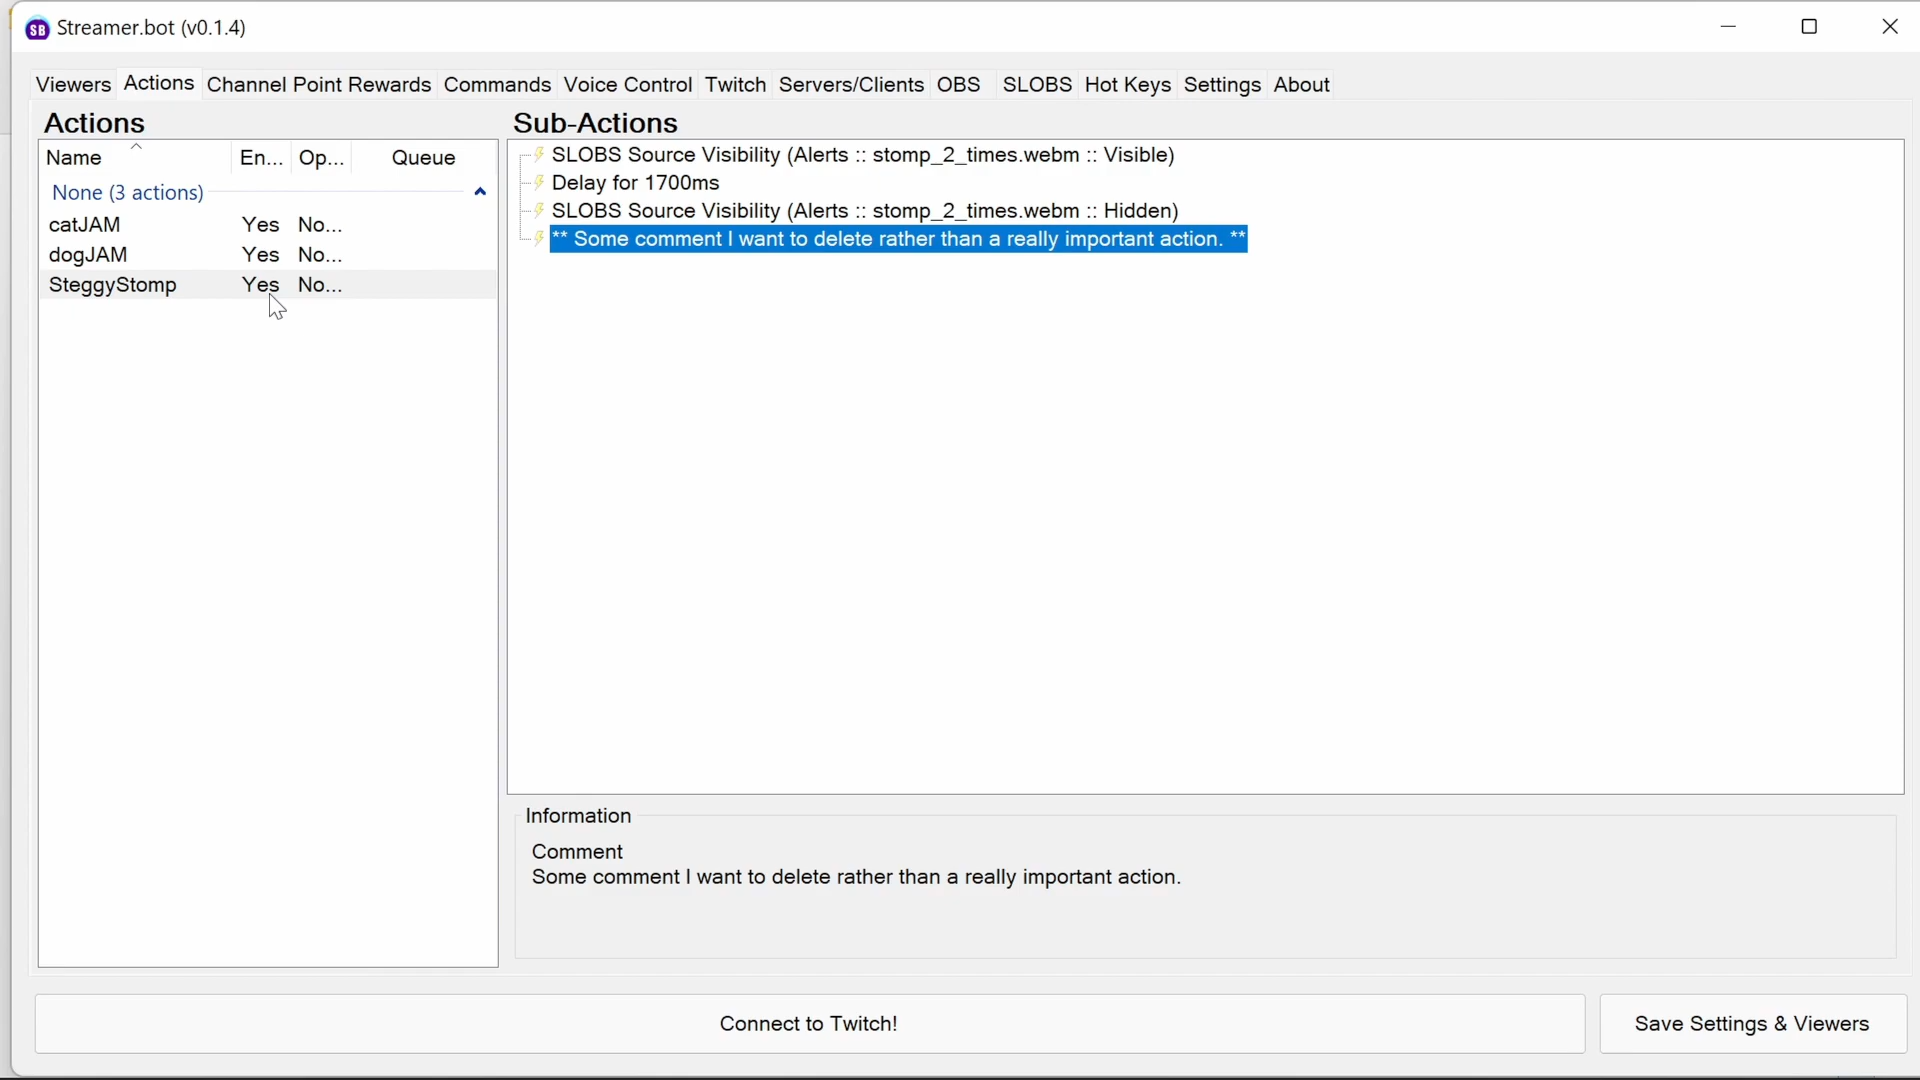 SB Streamer.bot (v0.1.4)
Viewers Actions Channel Point Rewards Commands Voice Control Twitch Servers/Clients OBS SLOBS Hot Keys Settings About
Actions
Name En... Op... Queue
None (3 actions)
catJAM Yes No...
dogJAM Yes No...
SteggyStomp Yes No...
Sub-Actions
SLOBS Source Visibility (Alerts :: stomp_2_times.webm :: Visible)
Delay for 1700ms
SLOBS Source Visibility (Alerts :: stomp_2_times.webm :: Hidden)
** Some comment I want to delete rather than a really important action. **
Information
Comment
Some comment I want to delete rather than a really important action.
Connect to Twitch!
Save Settings & Viewers